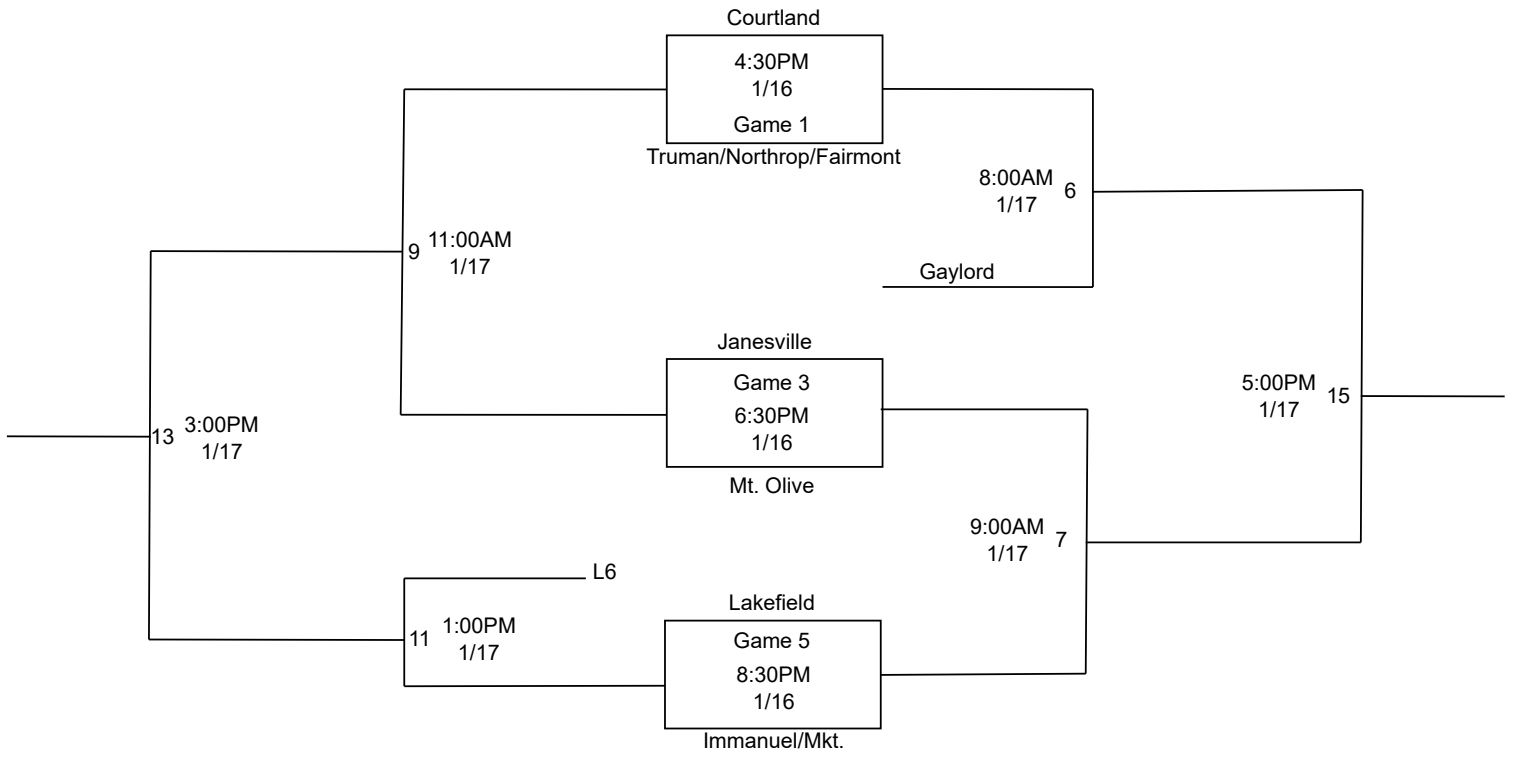 Courtland
4:30PM
1/16
Game 1
Truman/Northrop/Fairmont
8:00AM
1/17
6
9
11:00AM
1/17
Gaylord
Janesville
Game 3
6:30PM
1/16
Mt. Olive
5:00PM
1/17
15
13
3:00PM
1/17
9:00AM
1/17
7
L6
Lakefield
11
1:00PM
1/17
Game 5
8:30PM
1/16
Immanuel/Mkt.